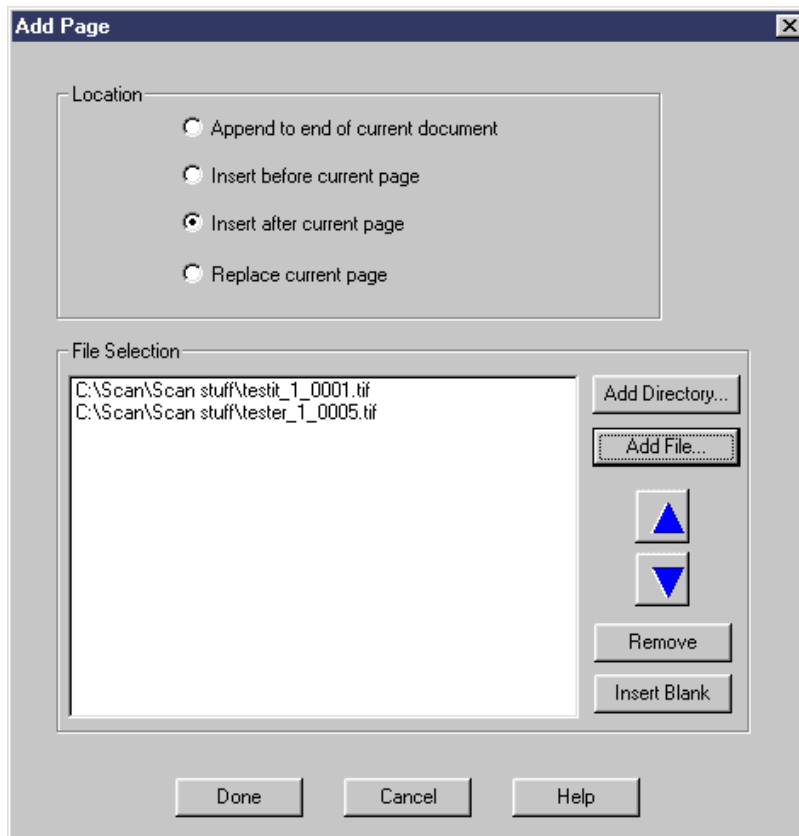 Add Page
Location
Append to end of current document
Insert before current page
Insert after current page
Replace current page
File Selection
C:\Scan\Scan stuff\testit_1_0001.tif
C:\Scan\Scan stuff\tester_1_0005.tif
Add Directory...
Add File...
Remove
Insert Blank
Done
Cancel
Help